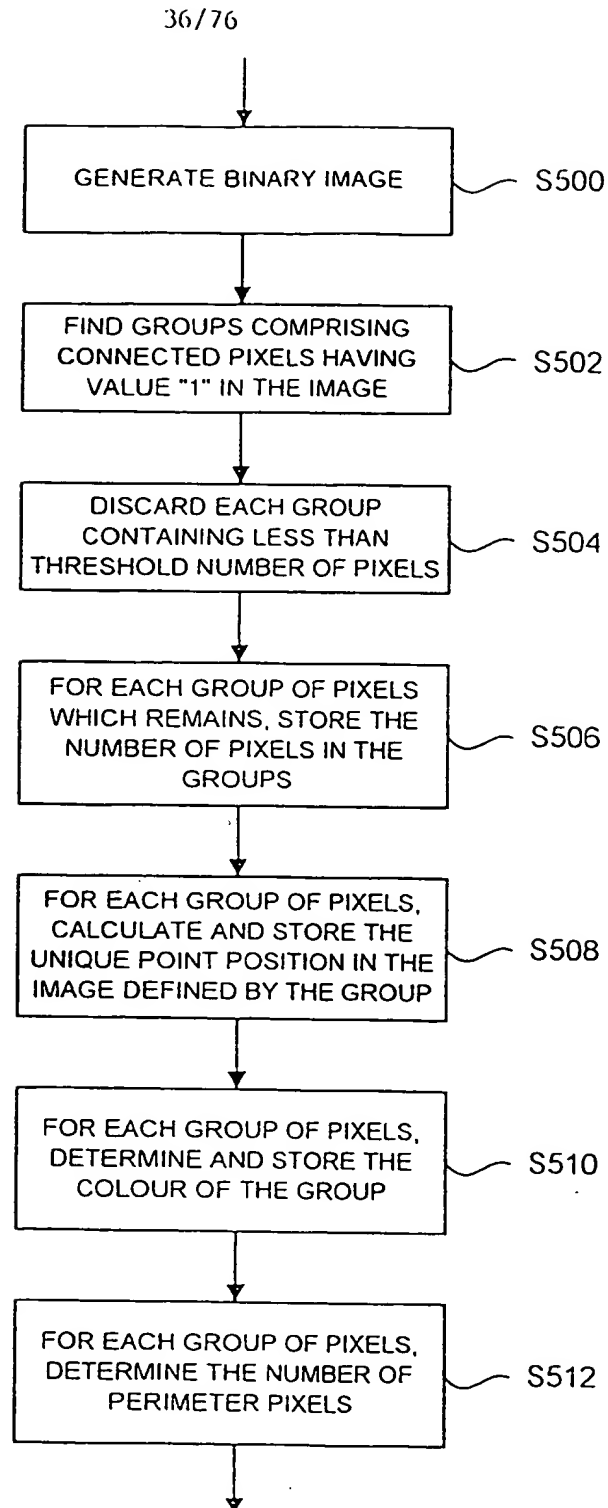 36/76
GENERATE BINARY IMAGE
S500
FIND GROUPS COMPRISING
CONNECTED PIXELS HAVING
VALUE "1" IN THE IMAGE
S502
DISCARD EACH GROUP
CONTAINING LESS THAN
THRESHOLD NUMBER OF PIXELS
S504
FOR EACH GROUP OF PIXELS
WHICH REMAINS, STORE THE
NUMBER OF PIXELS IN THE
GROUPS
S506
FOR EACH GROUP OF PIXELS,
CALCULATE AND STORE THE
UNIQUE POINT POSITION IN THE
IMAGE DEFINED BY THE GROUP
S508
FOR EACH GROUP OF PIXELS,
DETERMINE AND STORE THE
COLOUR OF THE GROUP
S510
FOR EACH GROUP OF PIXELS,
DETERMINE THE NUMBER OF
PERIMETER PIXELS
S512